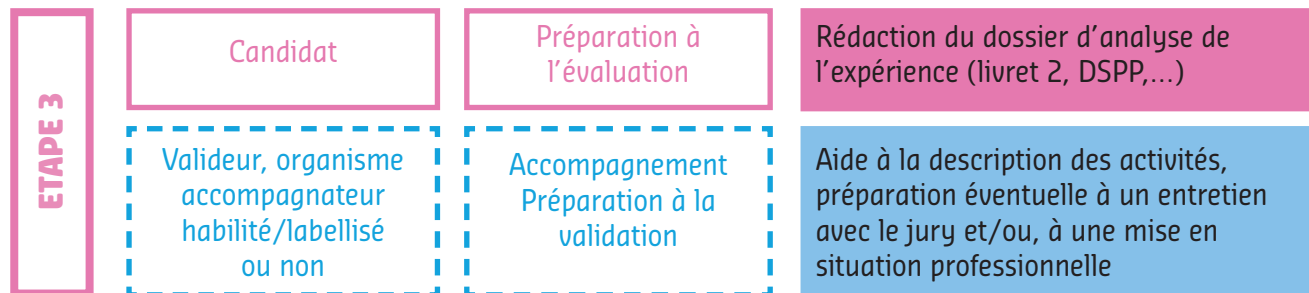 ETAPE 3
Candidat
Préparation à
l'évaluation
Rédaction du dossier d'analyse de
l'expérience (livret 2, DSPP,...)
Valideur, organisme
accompagnateur
habilité/labellisé
ou non
Accompagnement
Préparation à la
validation
Aide à la description des activités,
préparation éventuelle à un entretien
avec le jury et/ou, à une mise en
situation professionnelle